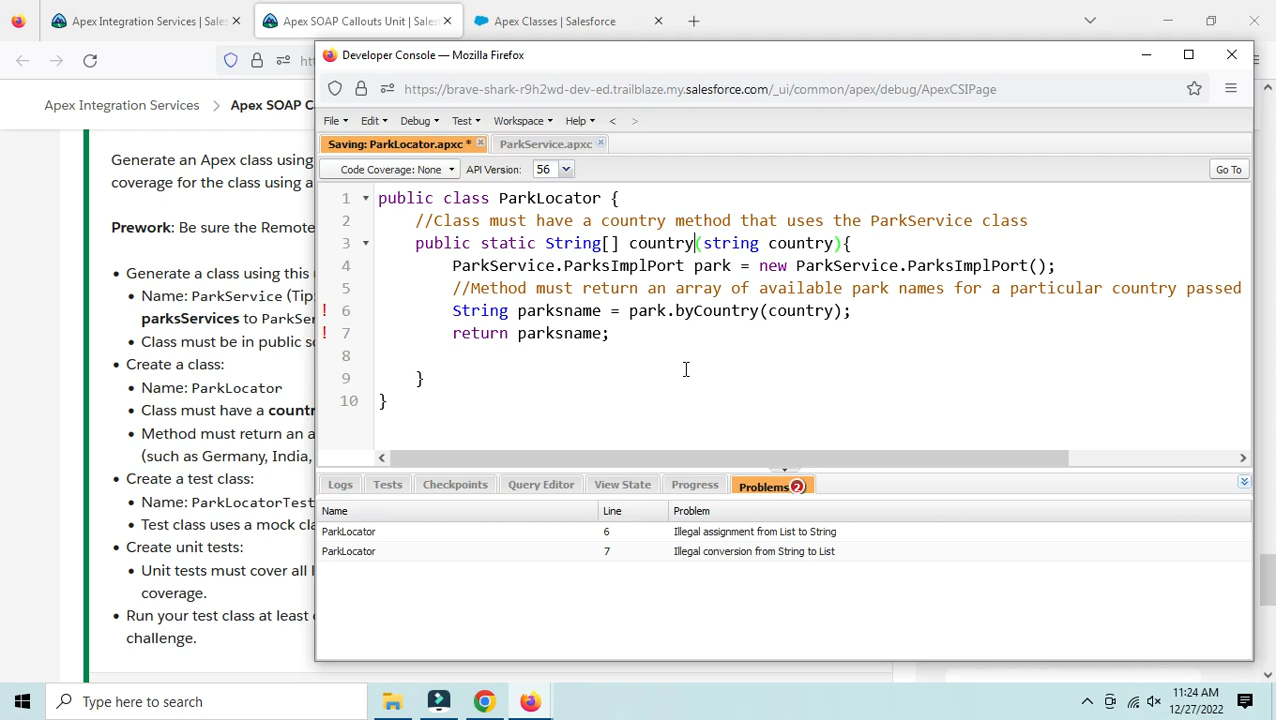 Apex Integration Services | Sales
Apex SOAP Callouts Unit | Sales
Apex Classes | Salesforce
Developer Console — Mozilla Firefox
https://brave-shark-r9h2wd-dev-ed.trailblaze.my.salesforce.com/_ui/common/apex/debug/ApexCSIPage
Apex Integration Services > Apex SOAP C
File Edit Debug Test Workspace Help < >
Saving: ParkLocator.apxc * ParkService.apxc
Code Coverage: None API Version: 56 Go To
Generate an Apex class using
coverage for the class using a
Prework: Be sure the Remote
Generate a class using this
Name: ParkService (Tip:
parksServices to ParkSer
Class must be in public s
Create a class:
Name: ParkLocator
Class must have a countr
Method must return an a
(such as Germany, India,
Create a test class:
Name: ParkLocatorTest
Test class uses a mock cla
Create unit tests:
Unit tests must cover all
coverage.
Run your test class at least
challenge.
1 public class ParkLocator {
2 //Class must have a country method that uses the ParkService class
3 public static String[] country(string country){
4 ParkService.ParksImplPort park = new ParkService.ParksImplPort();
5 //Method must return an array of available park names for a particular country passed
! 6 String parksname = park.byCountry(country);
! 7 return parksname;
8
9 }
10 }
Logs Tests Checkpoints Query Editor View State Progress Problems 2
Name Line Problem
ParkLocator 6 Illegal assignment from List to String
ParkLocator 7 Illegal conversion from String to List
Type here to search
11:24 AM
12/27/2022